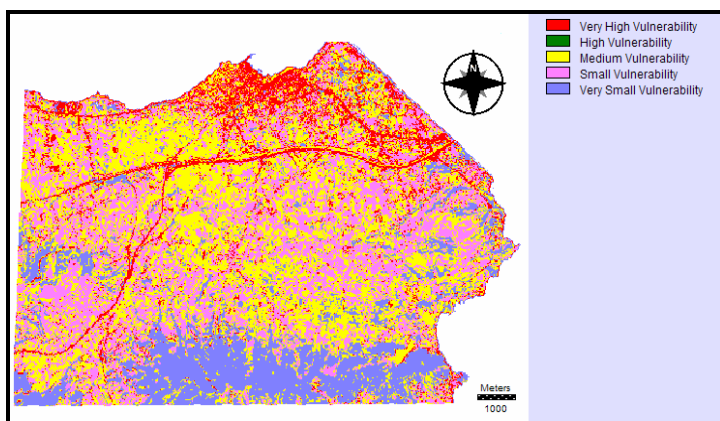 Very High Vulnerability
High Vulnerability
Medium Vulnerability
Small Vulnerability
Very Small Vulnerability
N
Meters
1000